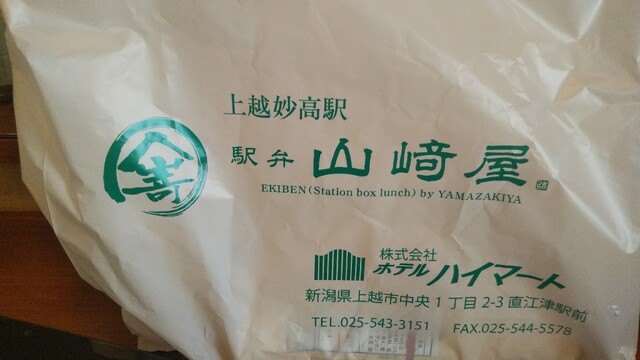 上越妙高駅
駅弁 山﨑屋
EKIBEN(Station box lunch) by YAMAZAKIYA
株式会社
ホテル ハイマート
新潟県上越市中央1丁目2-3 直江津駅前
TEL.025-543-3151 FAX.025-544-5578